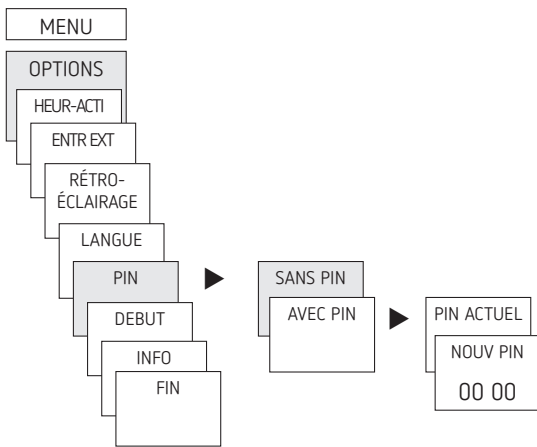 MENU
OPTIONS
HEUR-ACTI
ENTR EXT
RÉTRO-
ÉCLAIRAGE
LANGUE
PIN
DEBUT
INFO
FIN
SANS PIN
AVEC PIN
PIN ACTUEL
NOUV PIN
00 00